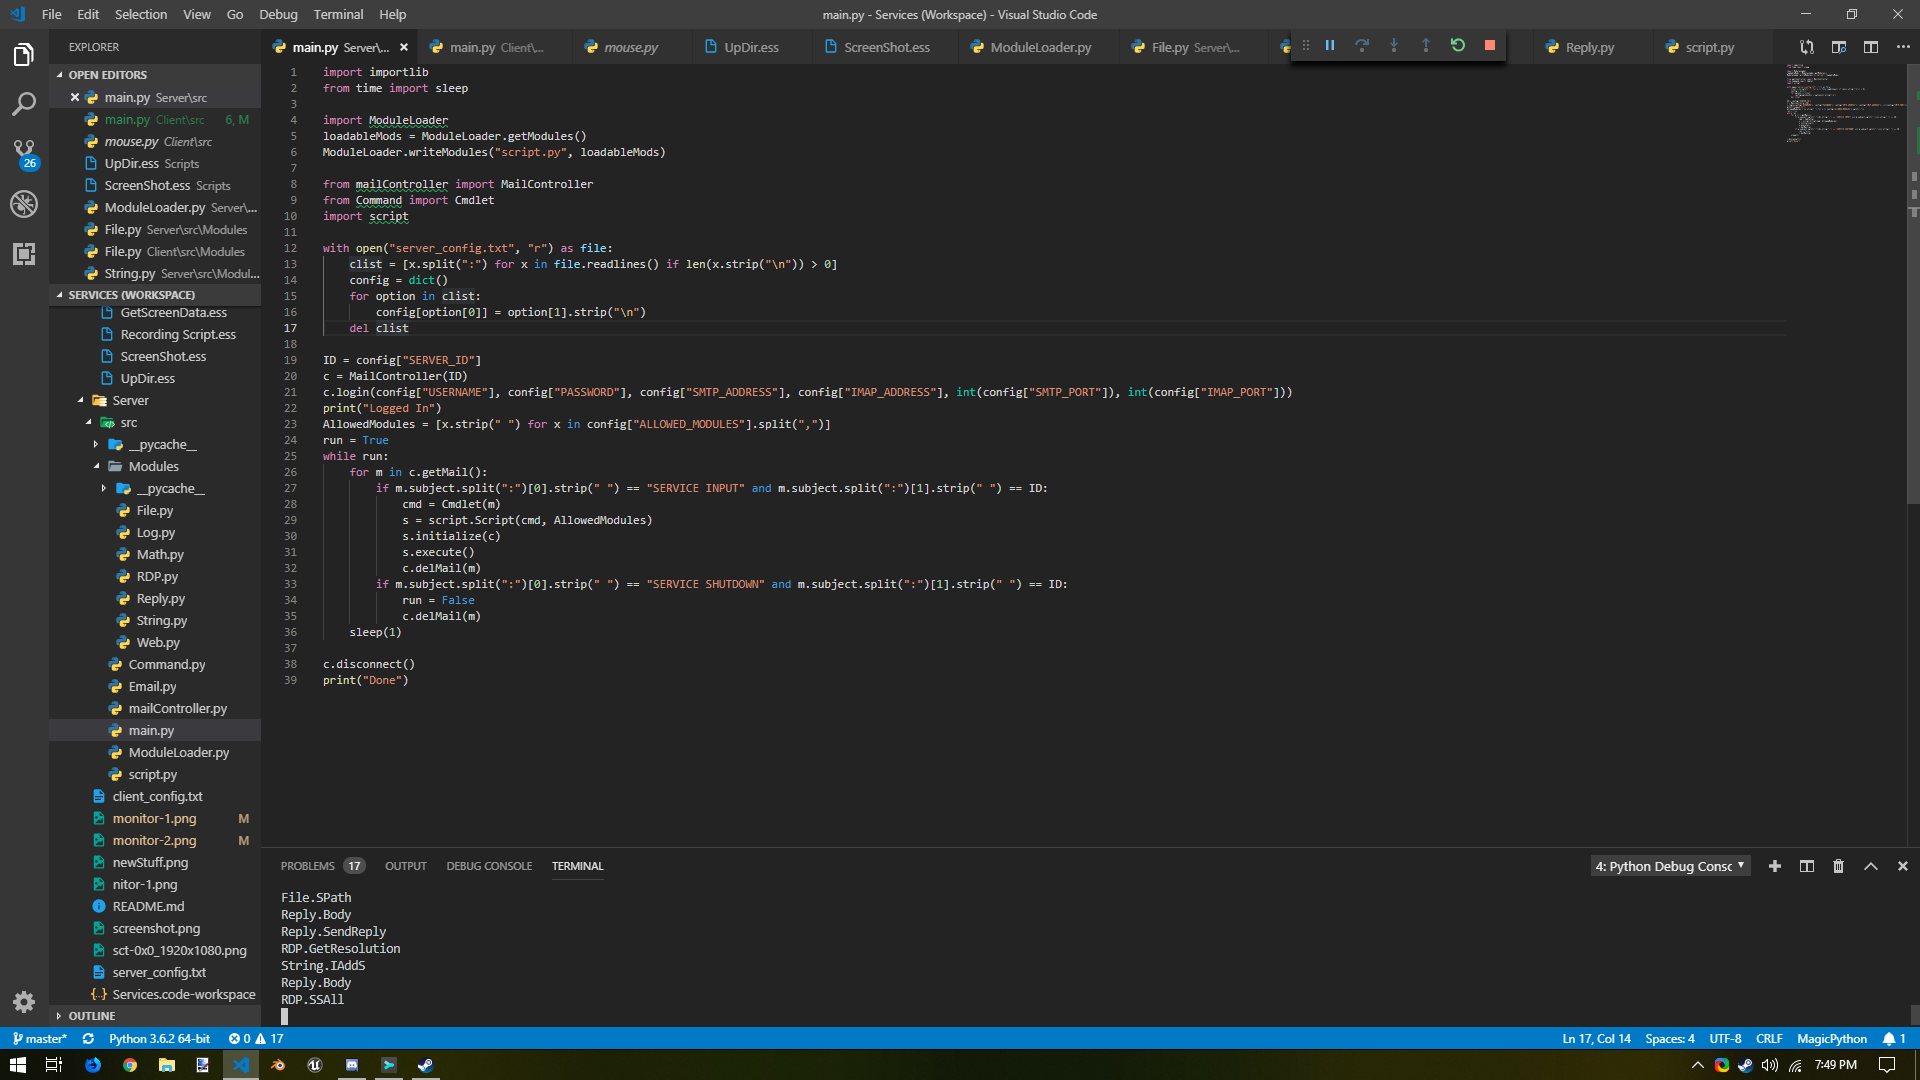 File Edit Selection View Go Debug Terminal Help
main.py - Services (Workspace) - Visual Studio Code
EXPLORER
main.py Server\... main.py Client\... mouse.py UpDir.ess ScreenShot.ess ModuleLoader.py File.py Server\... Reply.py script.py
OPEN EDITORS
main.py Server\src
main.py Client\src 6, M
mouse.py Client\src
UpDir.ess Scripts
ScreenShot.ess Scripts
ModuleLoader.py Server\...
File.py Server\src\Modules
File.py Client\src\Modules
String.py Server\src\Modul...
SERVICES (WORKSPACE)
GetScreenData.ess
Recording Script.ess
ScreenShot.ess
UpDir.ess
Server
src
__pycache__
Modules
__pycache__
File.py
Log.py
Math.py
RDP.py
Reply.py
String.py
Web.py
Command.py
Email.py
mailController.py
main.py
ModuleLoader.py
script.py
client_config.txt
monitor-1.png M
monitor-2.png M
newStuff.png
nitor-1.png
README.md
screenshot.png
sct-0x0_1920x1080.png
server_config.txt
{..} Services.code-workspace
OUTLINE
26
1 import importlib
2 from time import sleep
3
4 import ModuleLoader
5 loadableMods = ModuleLoader.getModules()
6 ModuleLoader.writeModules("script.py", loadableMods)
7
8 from mailController import MailController
9 from Command import Cmdlet
10 import script
11
12 with open("server_config.txt", "r") as file:
13 clist = [x.split(":") for x in file.readlines() if len(x.strip("\n")) > 0]
14 config = dict()
15 for option in clist:
16 config[option[0]] = option[1].strip("\n")
17 del clist
18
19 ID = config["SERVER_ID"]
20 c = MailController(ID)
21 c.login(config["USERNAME"], config["PASSWORD"], config["SMTP_ADDRESS"], config["IMAP_ADDRESS"], int(config["SMTP_PORT"]), int(config["IMAP_PORT"]))
22 print("Logged In")
23 AllowedModules = [x.strip(" ") for x in config["ALLOWED_MODULES"].split(",")]
24 run = True
25 while run:
26 for m in c.getMail():
27 if m.subject.split(":")[0].strip(" ") == "SERVICE INPUT" and m.subject.split(":")[1].strip(" ") == ID:
28 cmd = Cmdlet(m)
29 s = script.Script(cmd, AllowedModules)
30 s.initialize(c)
31 s.execute()
32 c.delMail(m)
33 if m.subject.split(":")[0].strip(" ") == "SERVICE SHUTDOWN" and m.subject.split(":")[1].strip(" ") == ID:
34 run = False
35 c.delMail(m)
36 sleep(1)
37
38 c.disconnect()
39 print("Done")
PROBLEMS 17 OUTPUT DEBUG CONSOLE TERMINAL
4: Python Debug Consc
File.SPath
Reply.Body
Reply.SendReply
RDP.GetResolution
String.IAddS
Reply.Body
RDP.SSAll
master* Python 3.6.2 64-bit 0 17
Ln 17, Col 14 Spaces: 4 UTF-8 CRLF MagicPython 1
7:49 PM